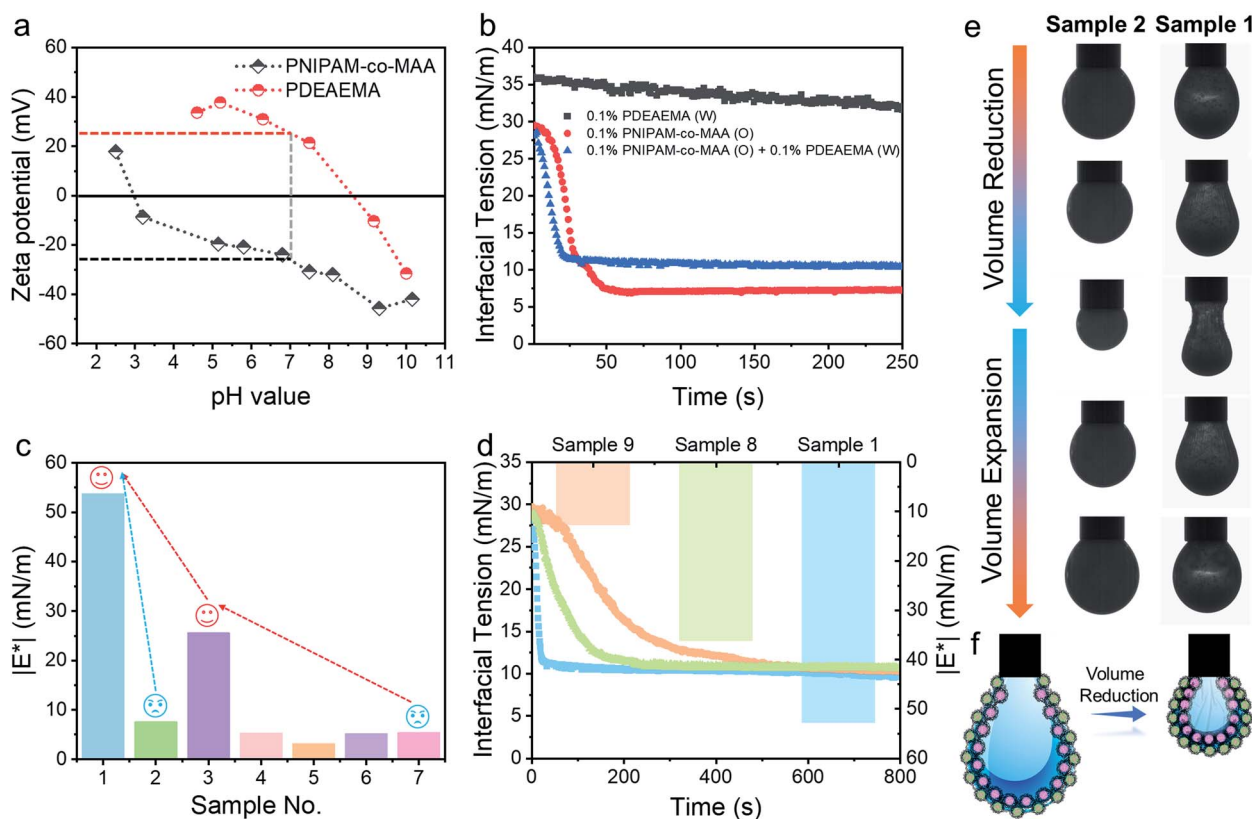 a
Zeta potential (mV)
60
40
20
0
-20
-40
-60
2 3 4 5 6 7 8 9 10 11
pH value
PNIPAM-co-MAA
PDEAEMA
b
Interfacial Tension (mN/m)
40
35
30
25
20
15
10
5
0
50 100 150 200 250
Time (s)
0.1% PDEAEMA (W)
0.1% PNIPAM-co-MAA (O)
0.1% PNIPAM-co-MAA (O) + 0.1% PDEAEMA (W)
c
|E*| (mN/m)
60
50
40
30
20
10
0
1 2 3 4 5 6 7
Sample No.
d
Sample 9 Sample 8 Sample 1
Interfacial Tension (mN/m)
35
30
25
20
15
10
5
0
0 200 400 600 800
Time (s)
0
10
20
30
40
50
60
|E*| (mN/m)
e
Sample 2 Sample 1
Volume Reduction
Volume Expansion
f
Volume
Reduction